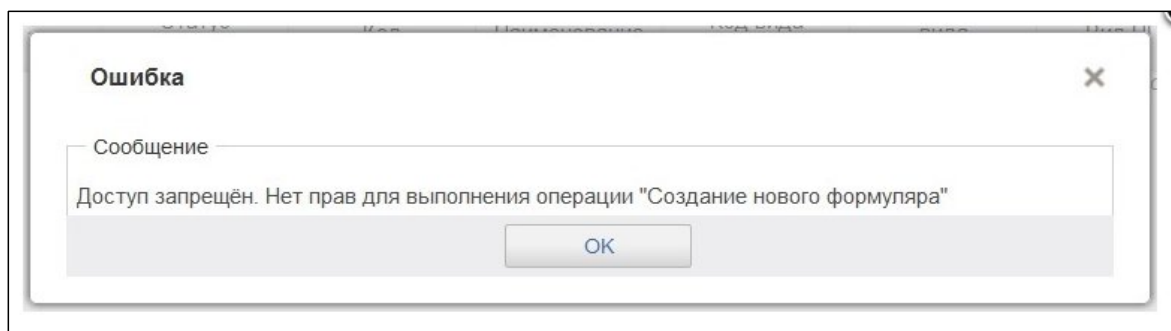 Ошибка
Сообщение
Доступ запрещён. Нет прав для выполнения операции "Создание нового формуляра"
OK